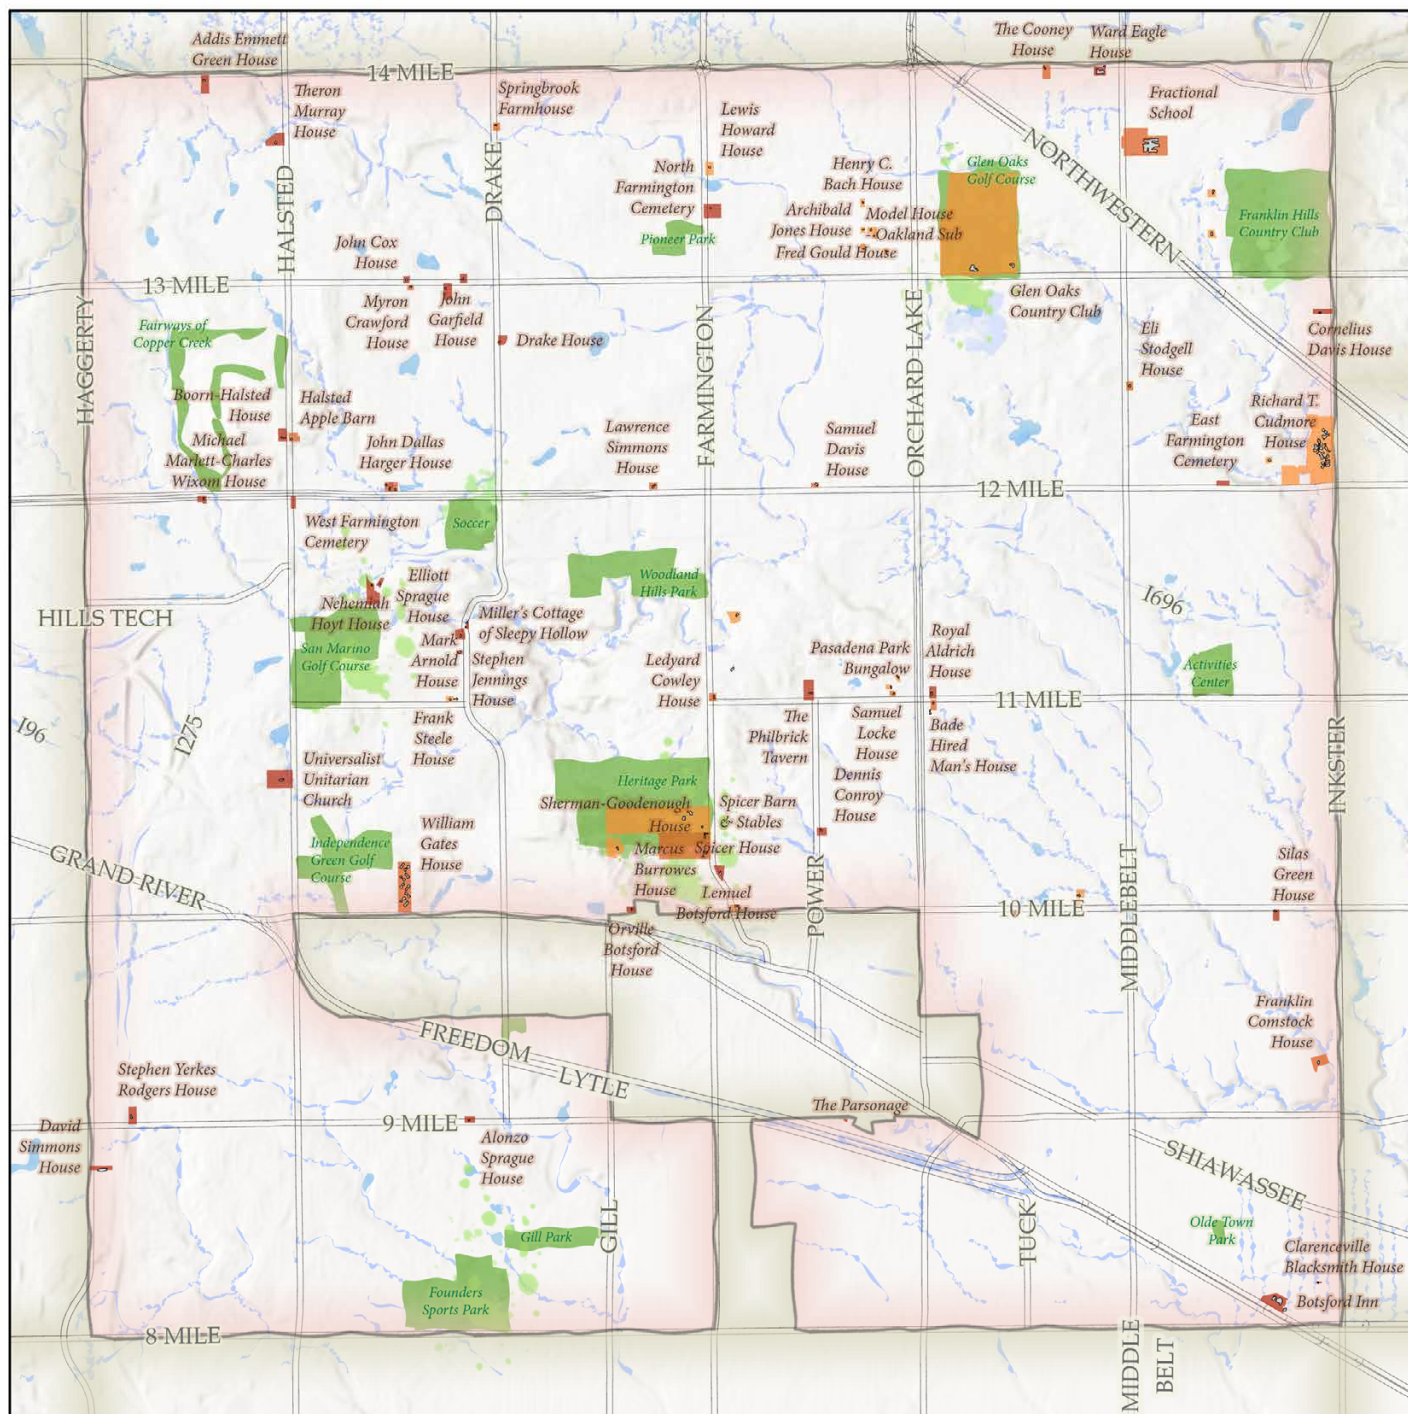 Addis Emmett
Green House
14 MILE
The Cooney
House
Ward Eagle
House
Theron
Murray
House
Springbrook
Farmhouse
Lewis
Howard
House
Fractional
School
NORTHWESTERN
HALSTED
DRAKE
North
Farmington
Cemetery
Pioneer Park
Henry C.
Bach House
Archibald
Jones House
Model House
Oakland Sub
Fred Gould House
Glen Oaks
Golf Course
Franklin Hills
Country Club
John Cox
House
13 MILE
Myron
Crawford
House
John
Garfield
House
Glen Oaks
Country Club
HAGGERTY
Fairways of
Copper Creek
Drake House
FARMINGTON
ORCHARD LAKE
Eli
Stodgell
House
Cornelius
Davis House
Boorn-Halsted
House
Halsted
Apple Barn
Michael
Marlett-Charles
Wixom House
John Dallas
Harger House
Lawrence
Simmons
House
Samuel
Davis
House
East
Farmington
Cemetery
Richard T.
Cudmore
House
12 MILE
West Farmington
Cemetery
Soccer
Woodland
Hills Park
HILLS TECH
Nehemiah
Hoyt House
Elliott
Sprague
House
Miller's Cottage
of Sleepy Hollow
I696
San Marino
Golf Course
Mark
Arnold
House
Stephen
Jennings
House
Ledyard
Cowley
House
Pasadena Park
Bungalow
Royal
Aldrich
House
Activities
Center
11 MILE
I96
I275
Frank
Steele
House
The
Philbrick
Tavern
Samuel
Locke
House
Bade
Hired
Man's House
INKSTER
Universalist
Unitarian
Church
Heritage Park
Dennis
Conroy
House
Sherman-Goodenough
House
Spicer Barn
& Stables
Independence
Green Golf
Course
William
Gates
House
Marcus
Burrowes
House
Spicer House
GRAND RIVER
Lemuel
Botsford House
POWER
MIDDLEBELT
Silas
Green
House
10 MILE
Orville
Botsford
House
Franklin
Comstock
House
FREEDOM
LYTLE
Stephen Yerkes
Rodgers House
The Parsonage
David
Simmons
House
9 MILE
Alonzo
Sprague
House
SHIAWASSEE
GILL
Gill Park
TUCK
Olde Town
Park
Clarenceville
Blacksmith House
Founders
Sports Park
Botsford Inn
8 MILE
MIDDLE
BELT